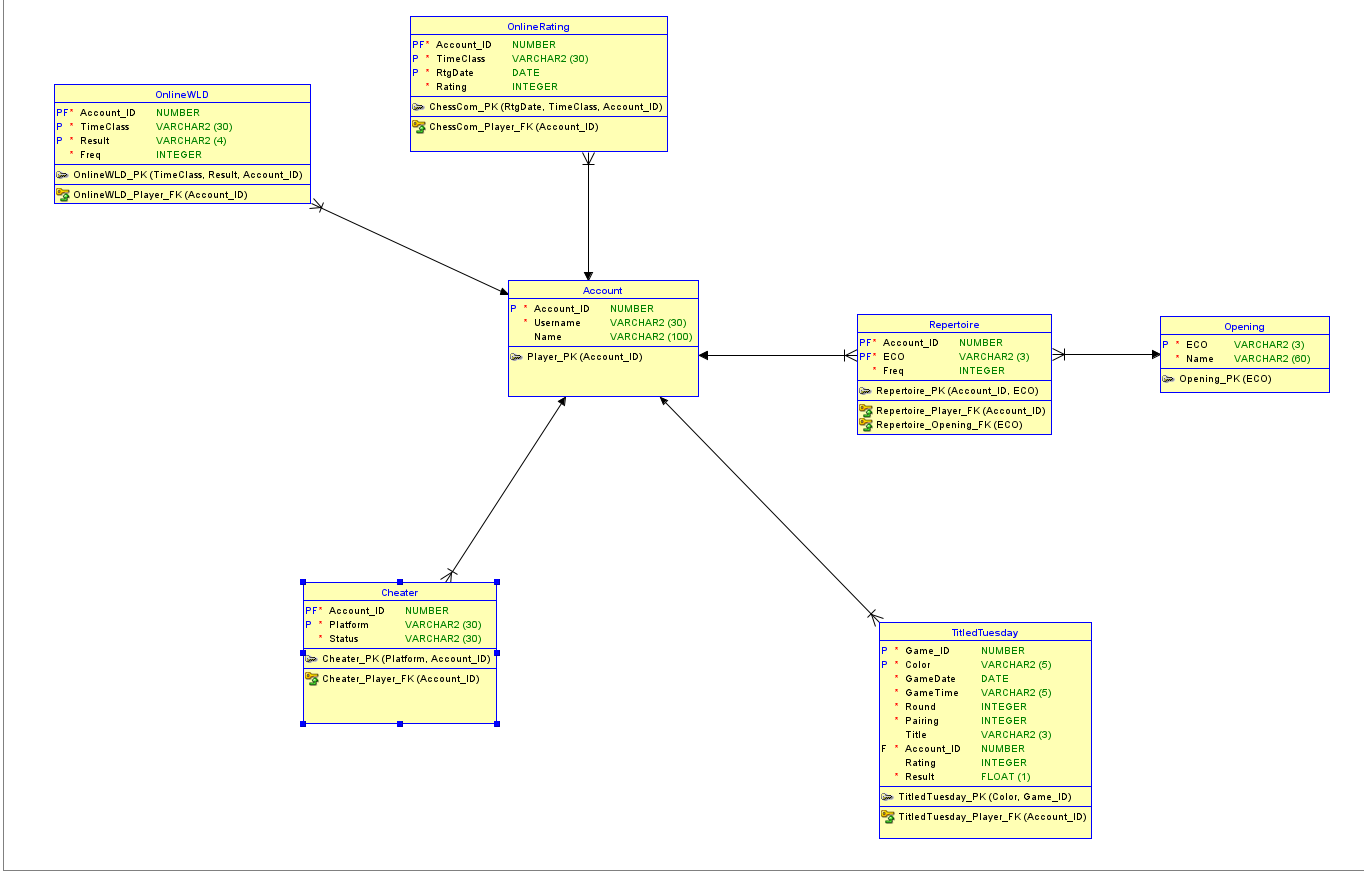 OnlineRating
PF* Account_ID NUMBER
P * TimeClass VARCHAR2 (30)
P * RtgDate DATE
* Rating INTEGER
ChessCom_PK (RtgDate, TimeClass, Account_ID)
ChessCom_Player_FK (Account_ID)
OnlineWLD
PF* Account_ID NUMBER
P * TimeClass VARCHAR2 (30)
P * Result VARCHAR2 (4)
* Freq INTEGER
OnlineWLD_PK (TimeClass, Result, Account_ID)
OnlineWLD_Player_FK (Account_ID)
Account
P * Account_ID NUMBER
* Username VARCHAR2 (30)
Name VARCHAR2 (100)
Player_PK (Account_ID)
Repertoire
PF* Account_ID NUMBER
PF* ECO VARCHAR2 (3)
* Freq INTEGER
Repertoire_PK (Account_ID, ECO)
Repertoire_Player_FK (Account_ID)
Repertoire_Opening_FK (ECO)
Opening
P * ECO VARCHAR2 (3)
* Name VARCHAR2 (60)
Opening_PK (ECO)
Cheater
PF* Account_ID NUMBER
P * Platform VARCHAR2 (30)
* Status VARCHAR2 (30)
Cheater_PK (Platform, Account_ID)
Cheater_Player_FK (Account_ID)
TitledTuesday
P * Game_ID NUMBER
P * Color VARCHAR2 (5)
* GameDate DATE
* GameTime VARCHAR2 (5)
* Round INTEGER
* Pairing INTEGER
Title VARCHAR2 (3)
F * Account_ID NUMBER
Rating INTEGER
* Result FLOAT (1)
TitledTuesday_PK (Color, Game_ID)
TitledTuesday_Player_FK (Account_ID)